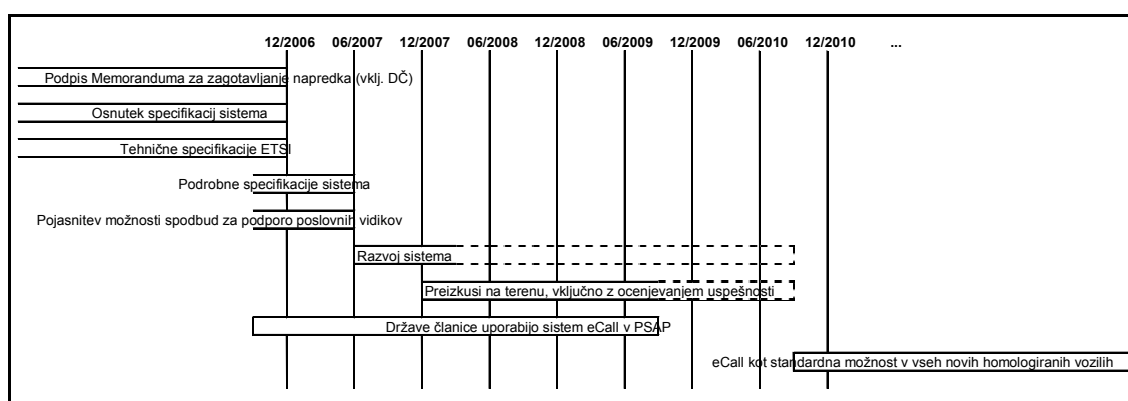 12/2006 06/2007 12/2007 06/2008 12/2008 06/2009 12/2009 06/2010 12/2010 ...
Podpis Memoranduma za zagotavljanje napredka (vklj. DČ)
Osnutek specifikacij sistema
Tehnične specifikacije ETSI
Podrobne specifikacije sistema
Pojasnitev možnosti spodbud za podporo poslovnih vidikov
Razvoj sistema
Preizkusi na terenu, vključno z ocenjevanjem uspešnosti
Države članice uporabijo sistem eCall v PSAP
eCall kot standardna možnost v vseh novih homologiranih vozilih